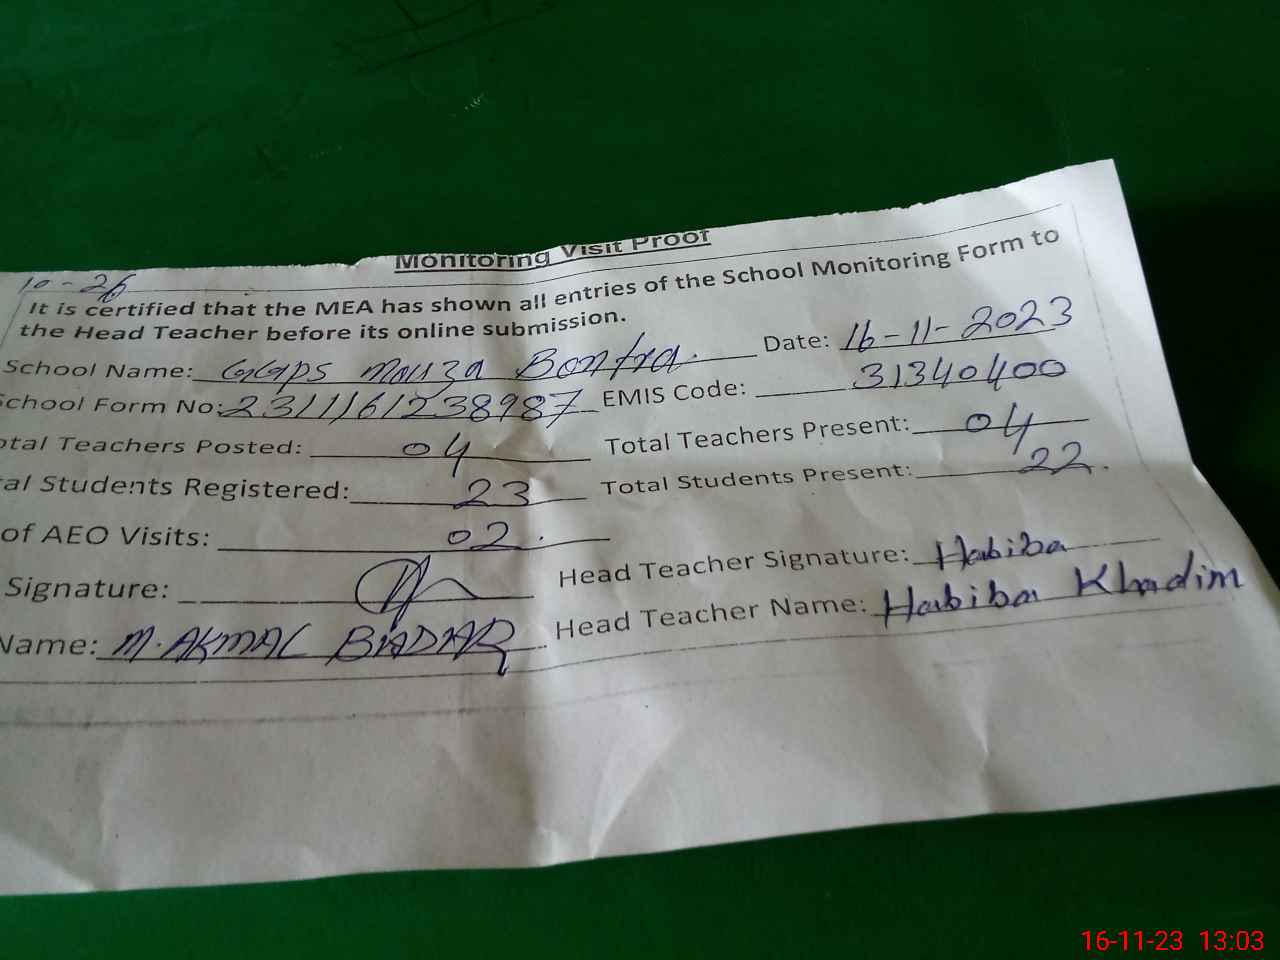 Monitoring Visit Proof
10-26
It is certified that the MEA has shown all entries of the School Monitoring Form to
the Head Teacher before its online submission.
School Name: GGPS Mouza Bontra. Date: 16-11-2023
School Form No: 2311161238987 EMIS Code: 31340400
otal Teachers Posted: 04 Total Teachers Present: 04
al Students Registered: 23 Total Students Present: 22.
of AEO Visits: 02.
Signature: Head Teacher Signature: Habiba
Name: M. AKMAL Head Teacher Name: Habiba Khadim
16-11-23 13:03